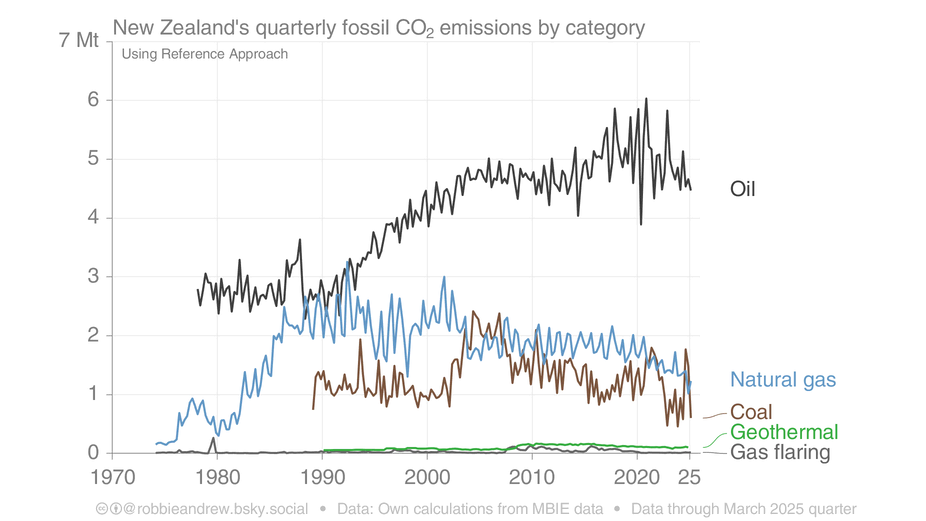 New Zealand's quarterly fossil CO₂ emissions by category
7 Mt
Using Reference Approach
6
5
Oil
4
3
2
Natural gas
1
Coal
Geothermal
0
Gas flaring
1970 1980 1990 2000 2010 2020 25
@robbieandrew.bsky.social • Data: Own calculations from MBIE data • Data through March 2025 quarter